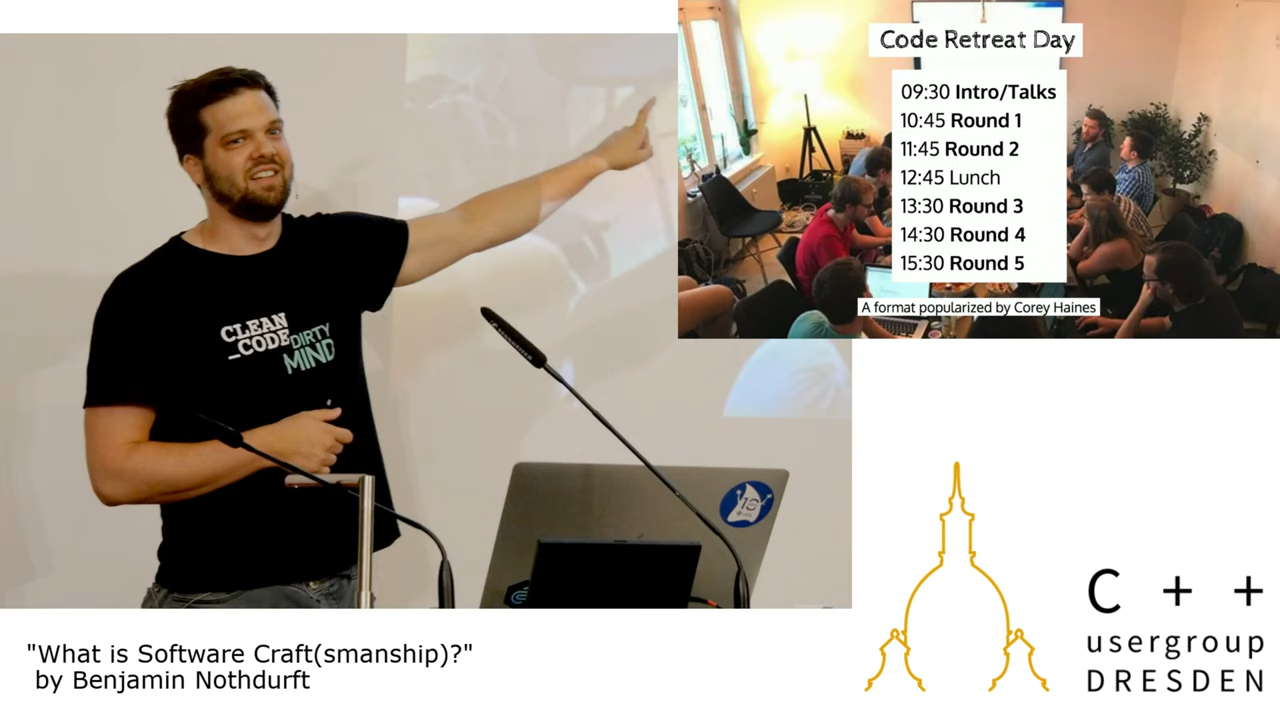 Code Retreat Day
09:30 Intro/Talks
10:45 Round 1
11:45 Round 2
12:45 Lunch
13:30 Round 3
14:30 Round 4
15:30 Round 5
A format popularized by Corey Haines
CLEAN
_CODE DIRTY
MIND
10
"What is Software Craft(smanship)?"
by Benjamin Nothdurft
C + +
usergroup
DRESDEN